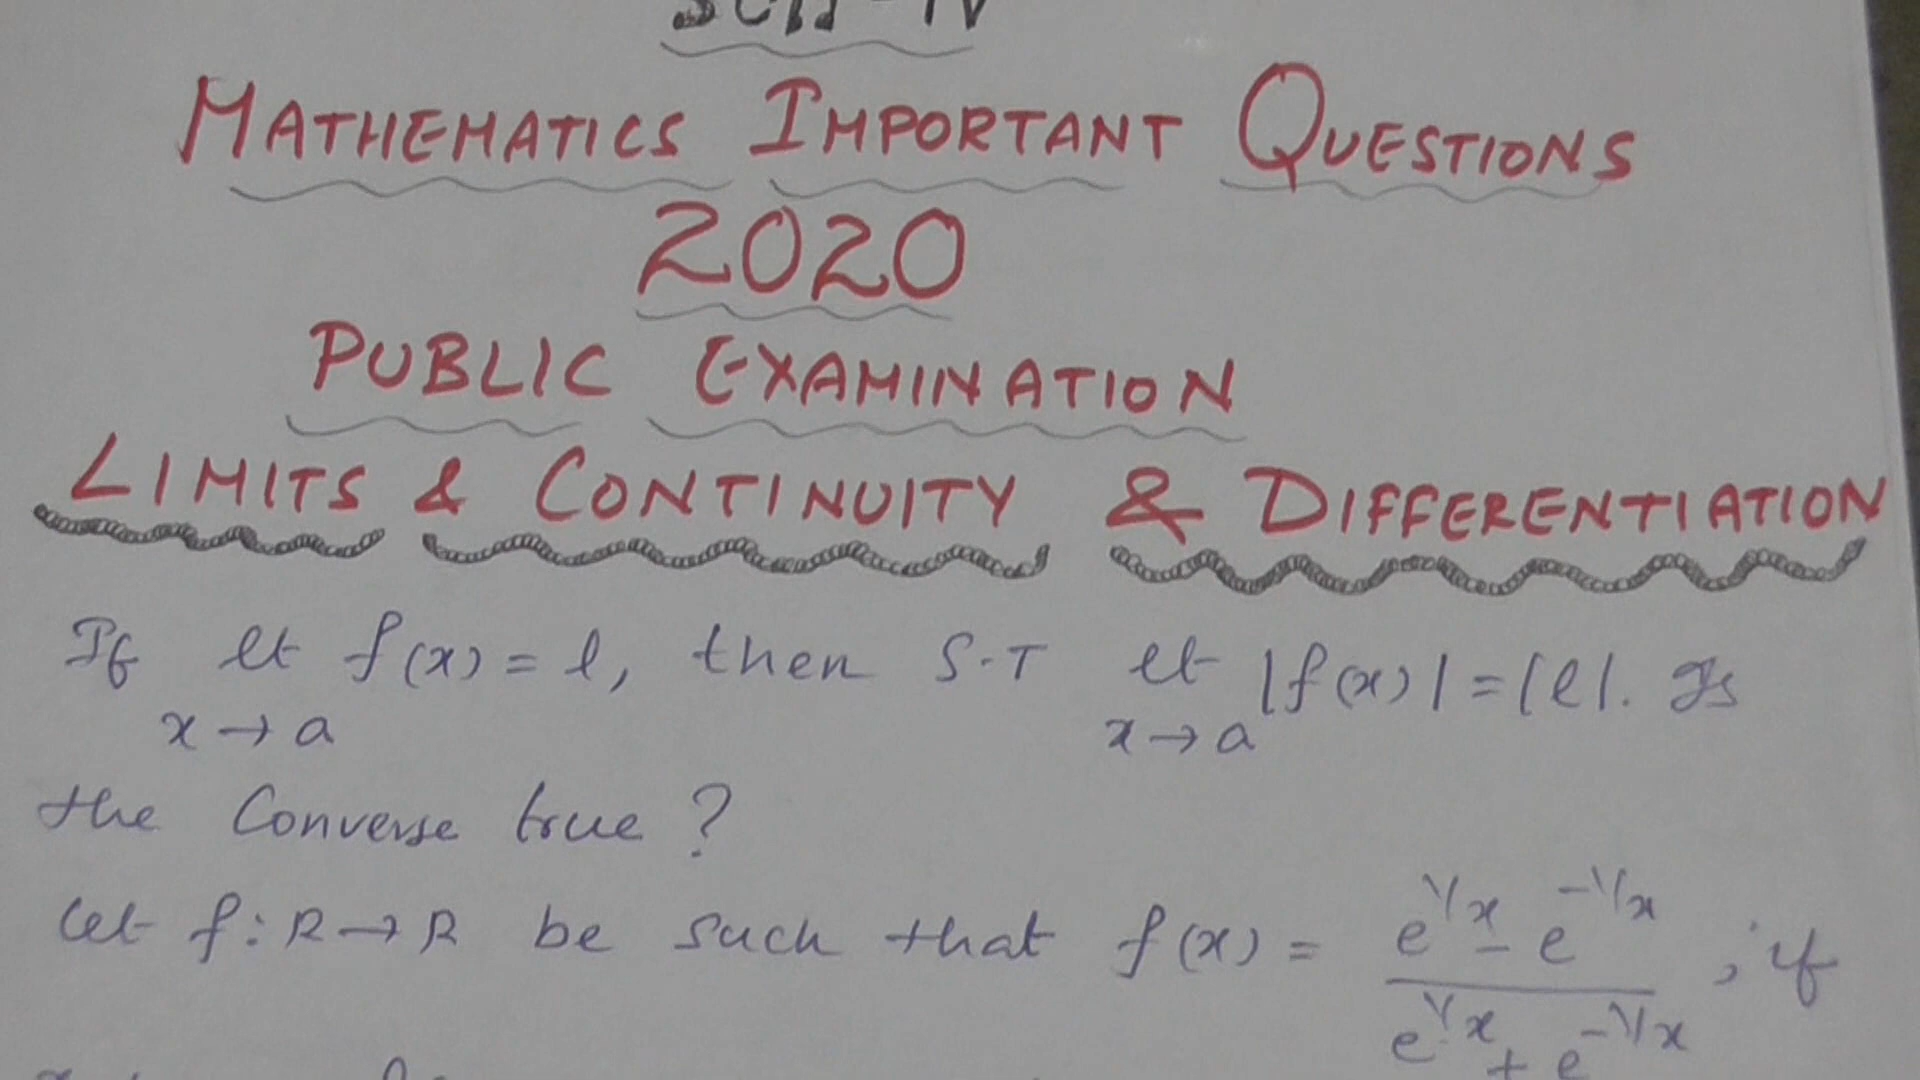 MATHEMATICS IMPORTANT QUESTIONS
2020
PUBLIC EXAMINATION
LIMITS & CONTINUITY & DIFFERENTIATION
If lt x→a f(x) = l, then S.T lt x→a |f(x)| = |l|. Is
the Converse true ?
Let f: R→R be such that f(x) = (e^1/x - e^-1/x)/(e^1/x + e^-1/x) ; if